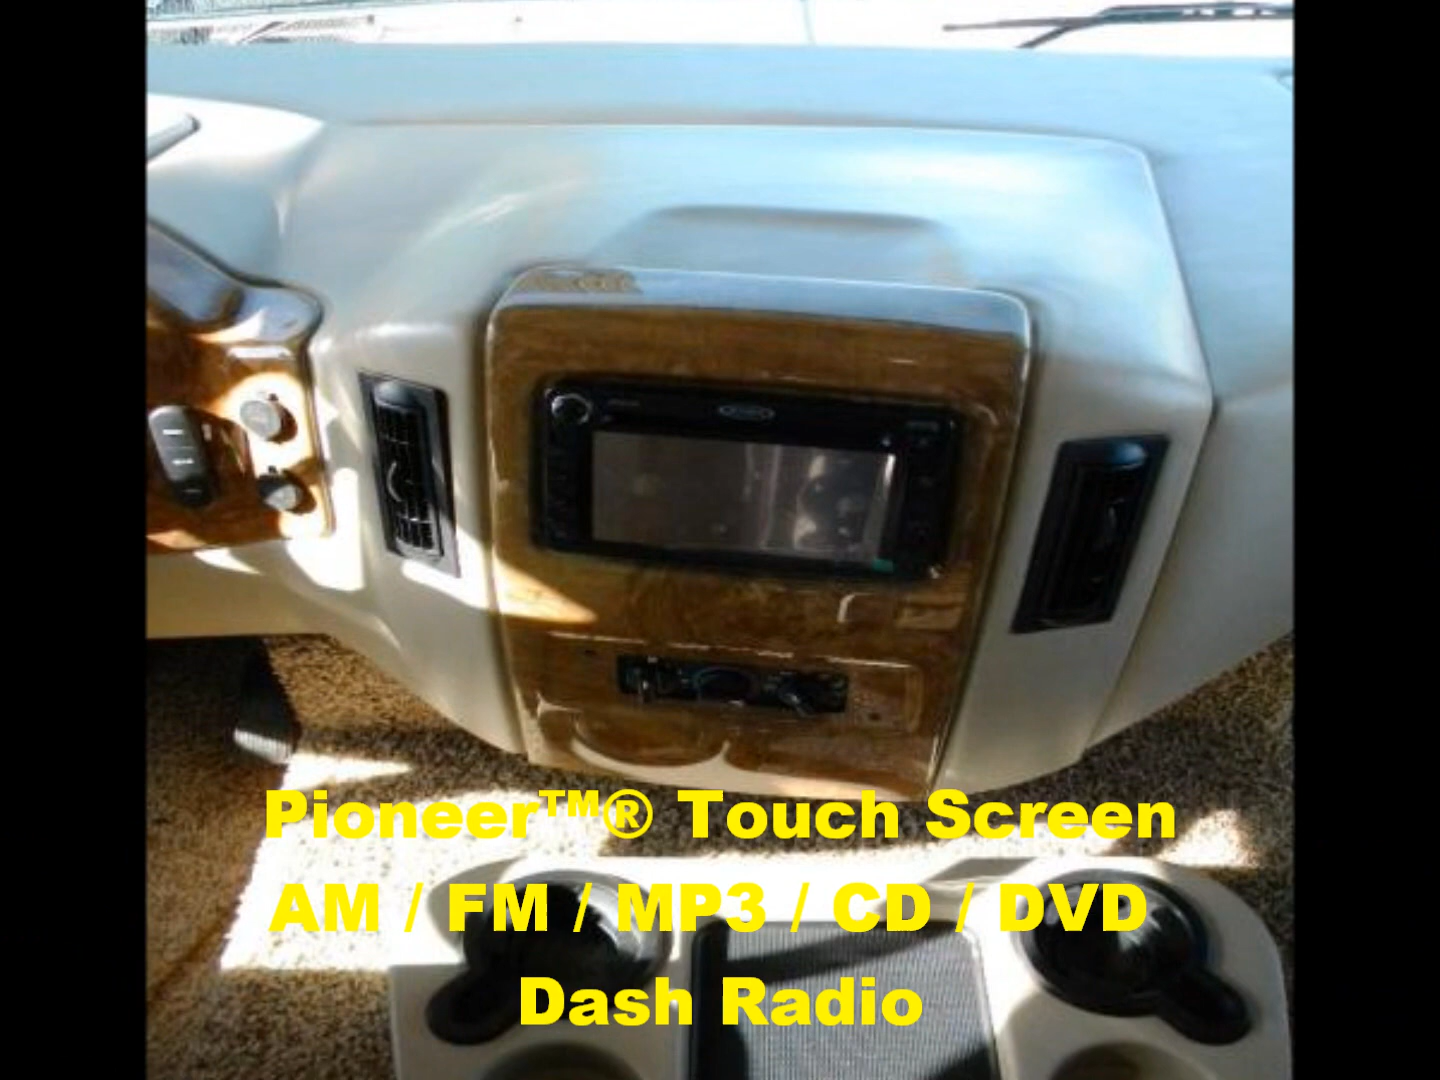 Pioneer™® Touch Screen
AM / FM / MP3 / CD / DVD
Dash Radio